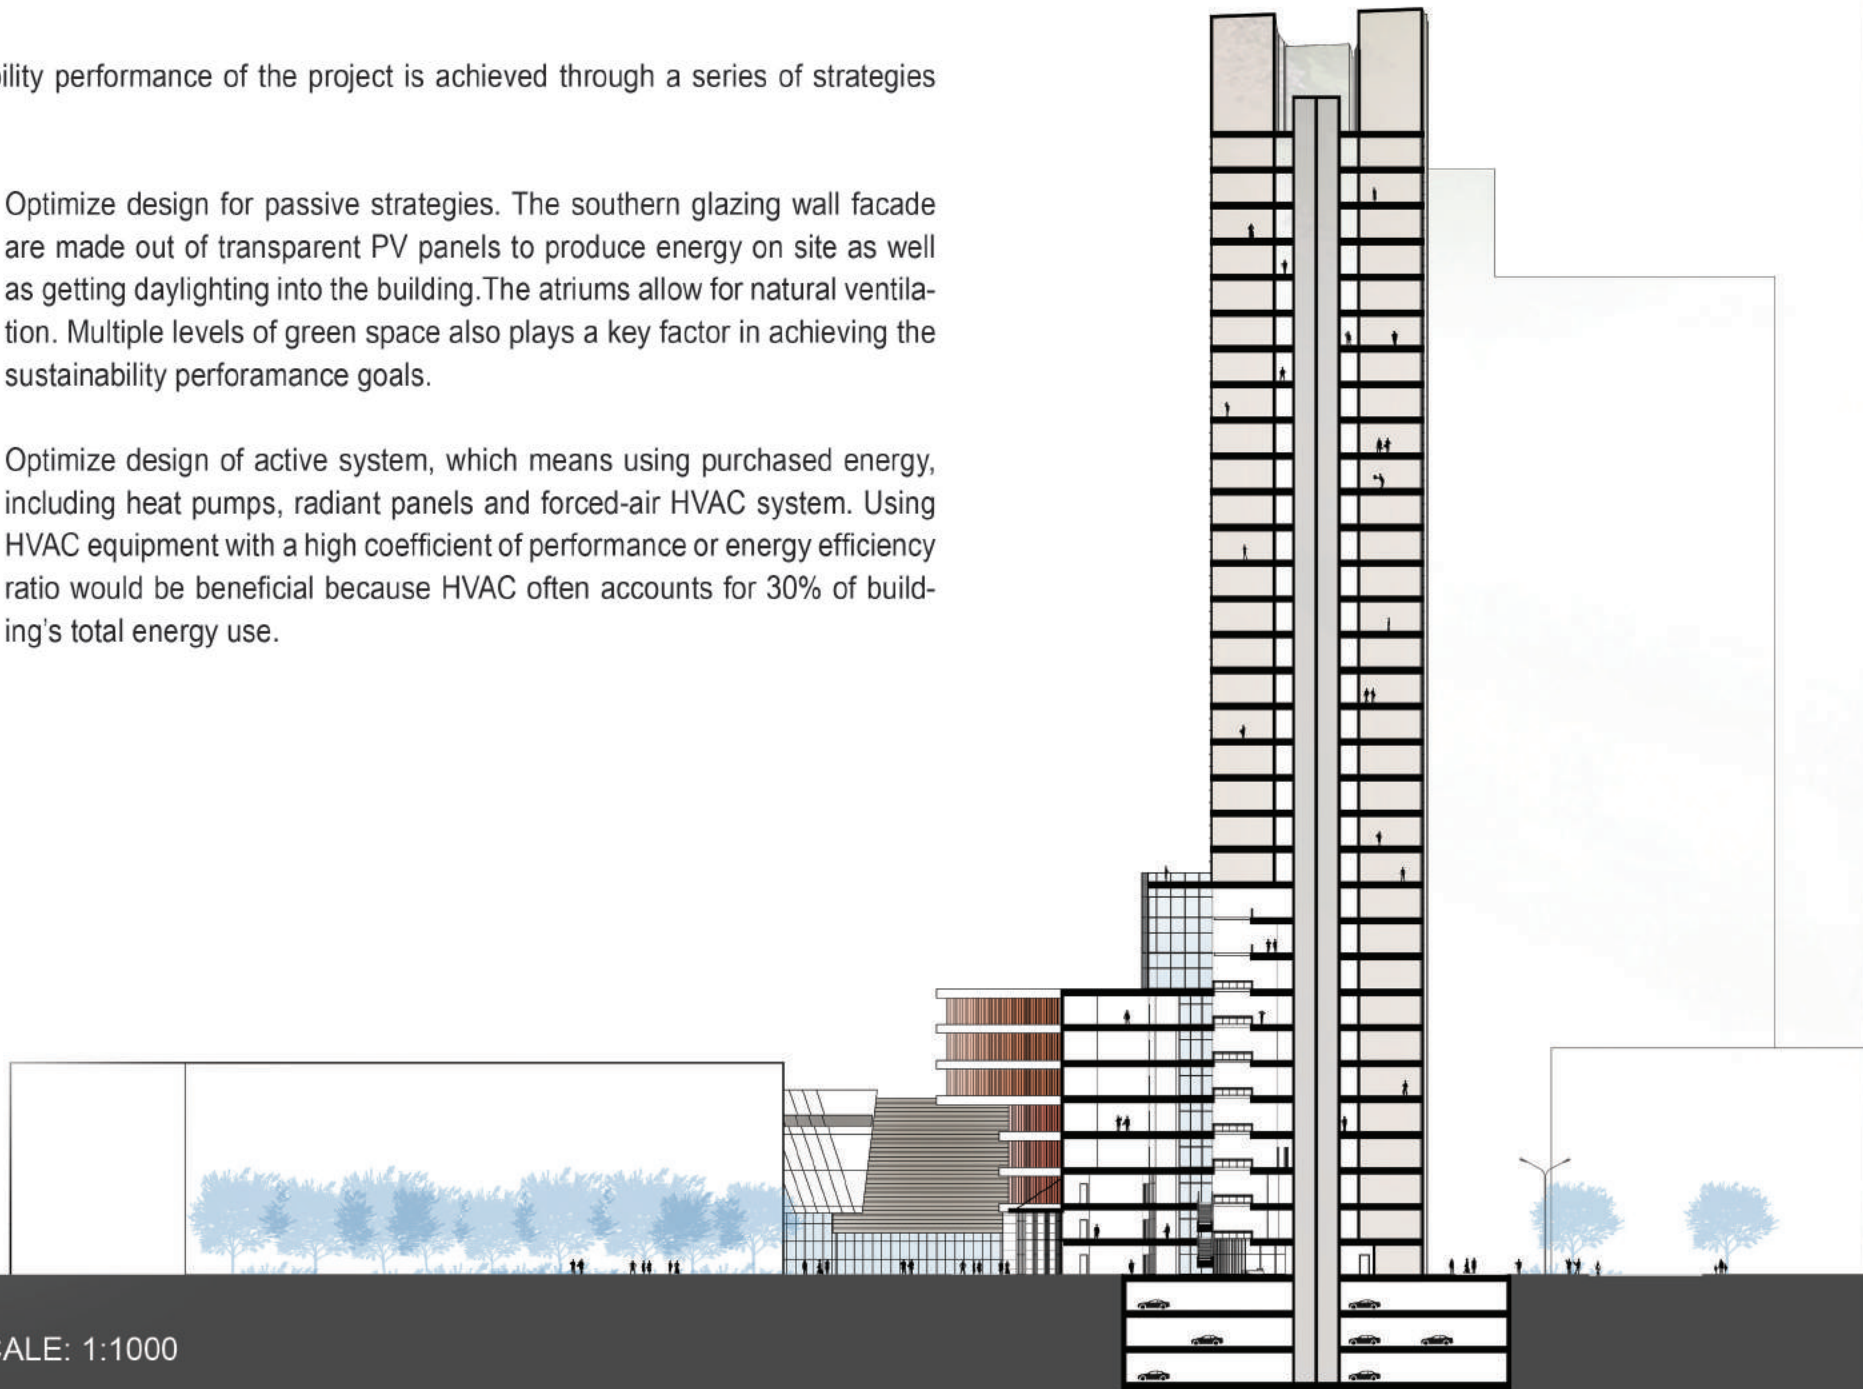 ility performance of the project is achieved through a series of strategies
Optimize design for passive strategies. The southern glazing wall facade
are made out of transparent PV panels to produce energy on site as well
as getting daylighting into the building.The atriums allow for natural ventila-
tion. Multiple levels of green space also plays a key factor in achieving the
sustainability perforamance goals.
Optimize design of active system, which means using purchased energy,
including heat pumps, radiant panels and forced-air HVAC system. Using
HVAC equipment with a high coefficient of performance or energy efficiency
ratio would be beneficial because HVAC often accounts for 30% of build-
ing's total energy use.
CALE: 1:1000